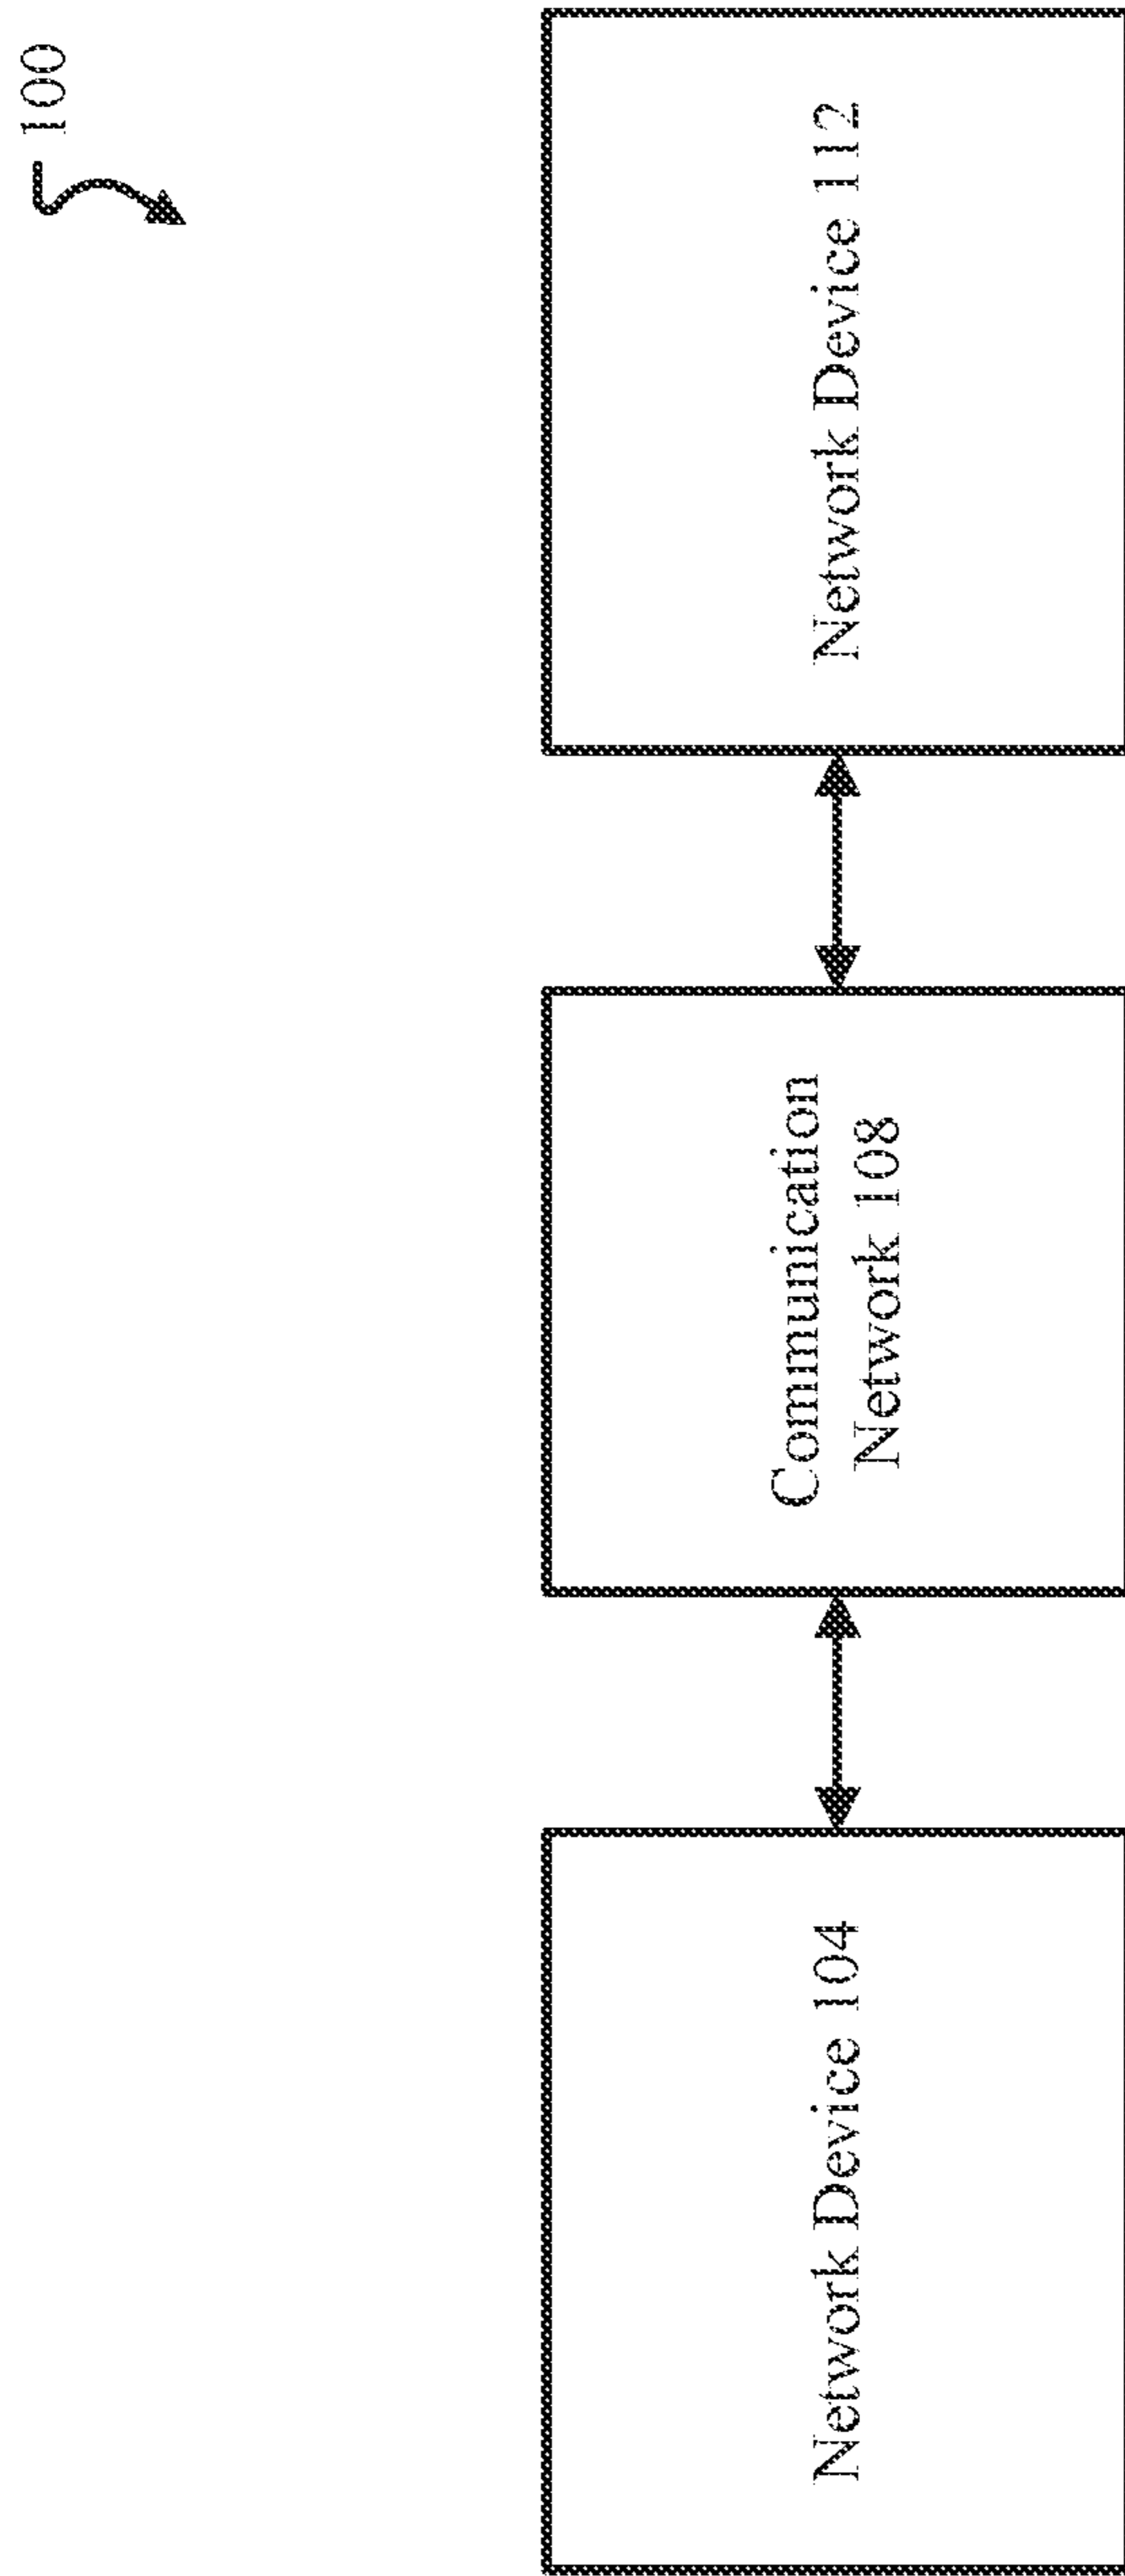 100
Network Device 104
Communication
Network 108
Network Device 112